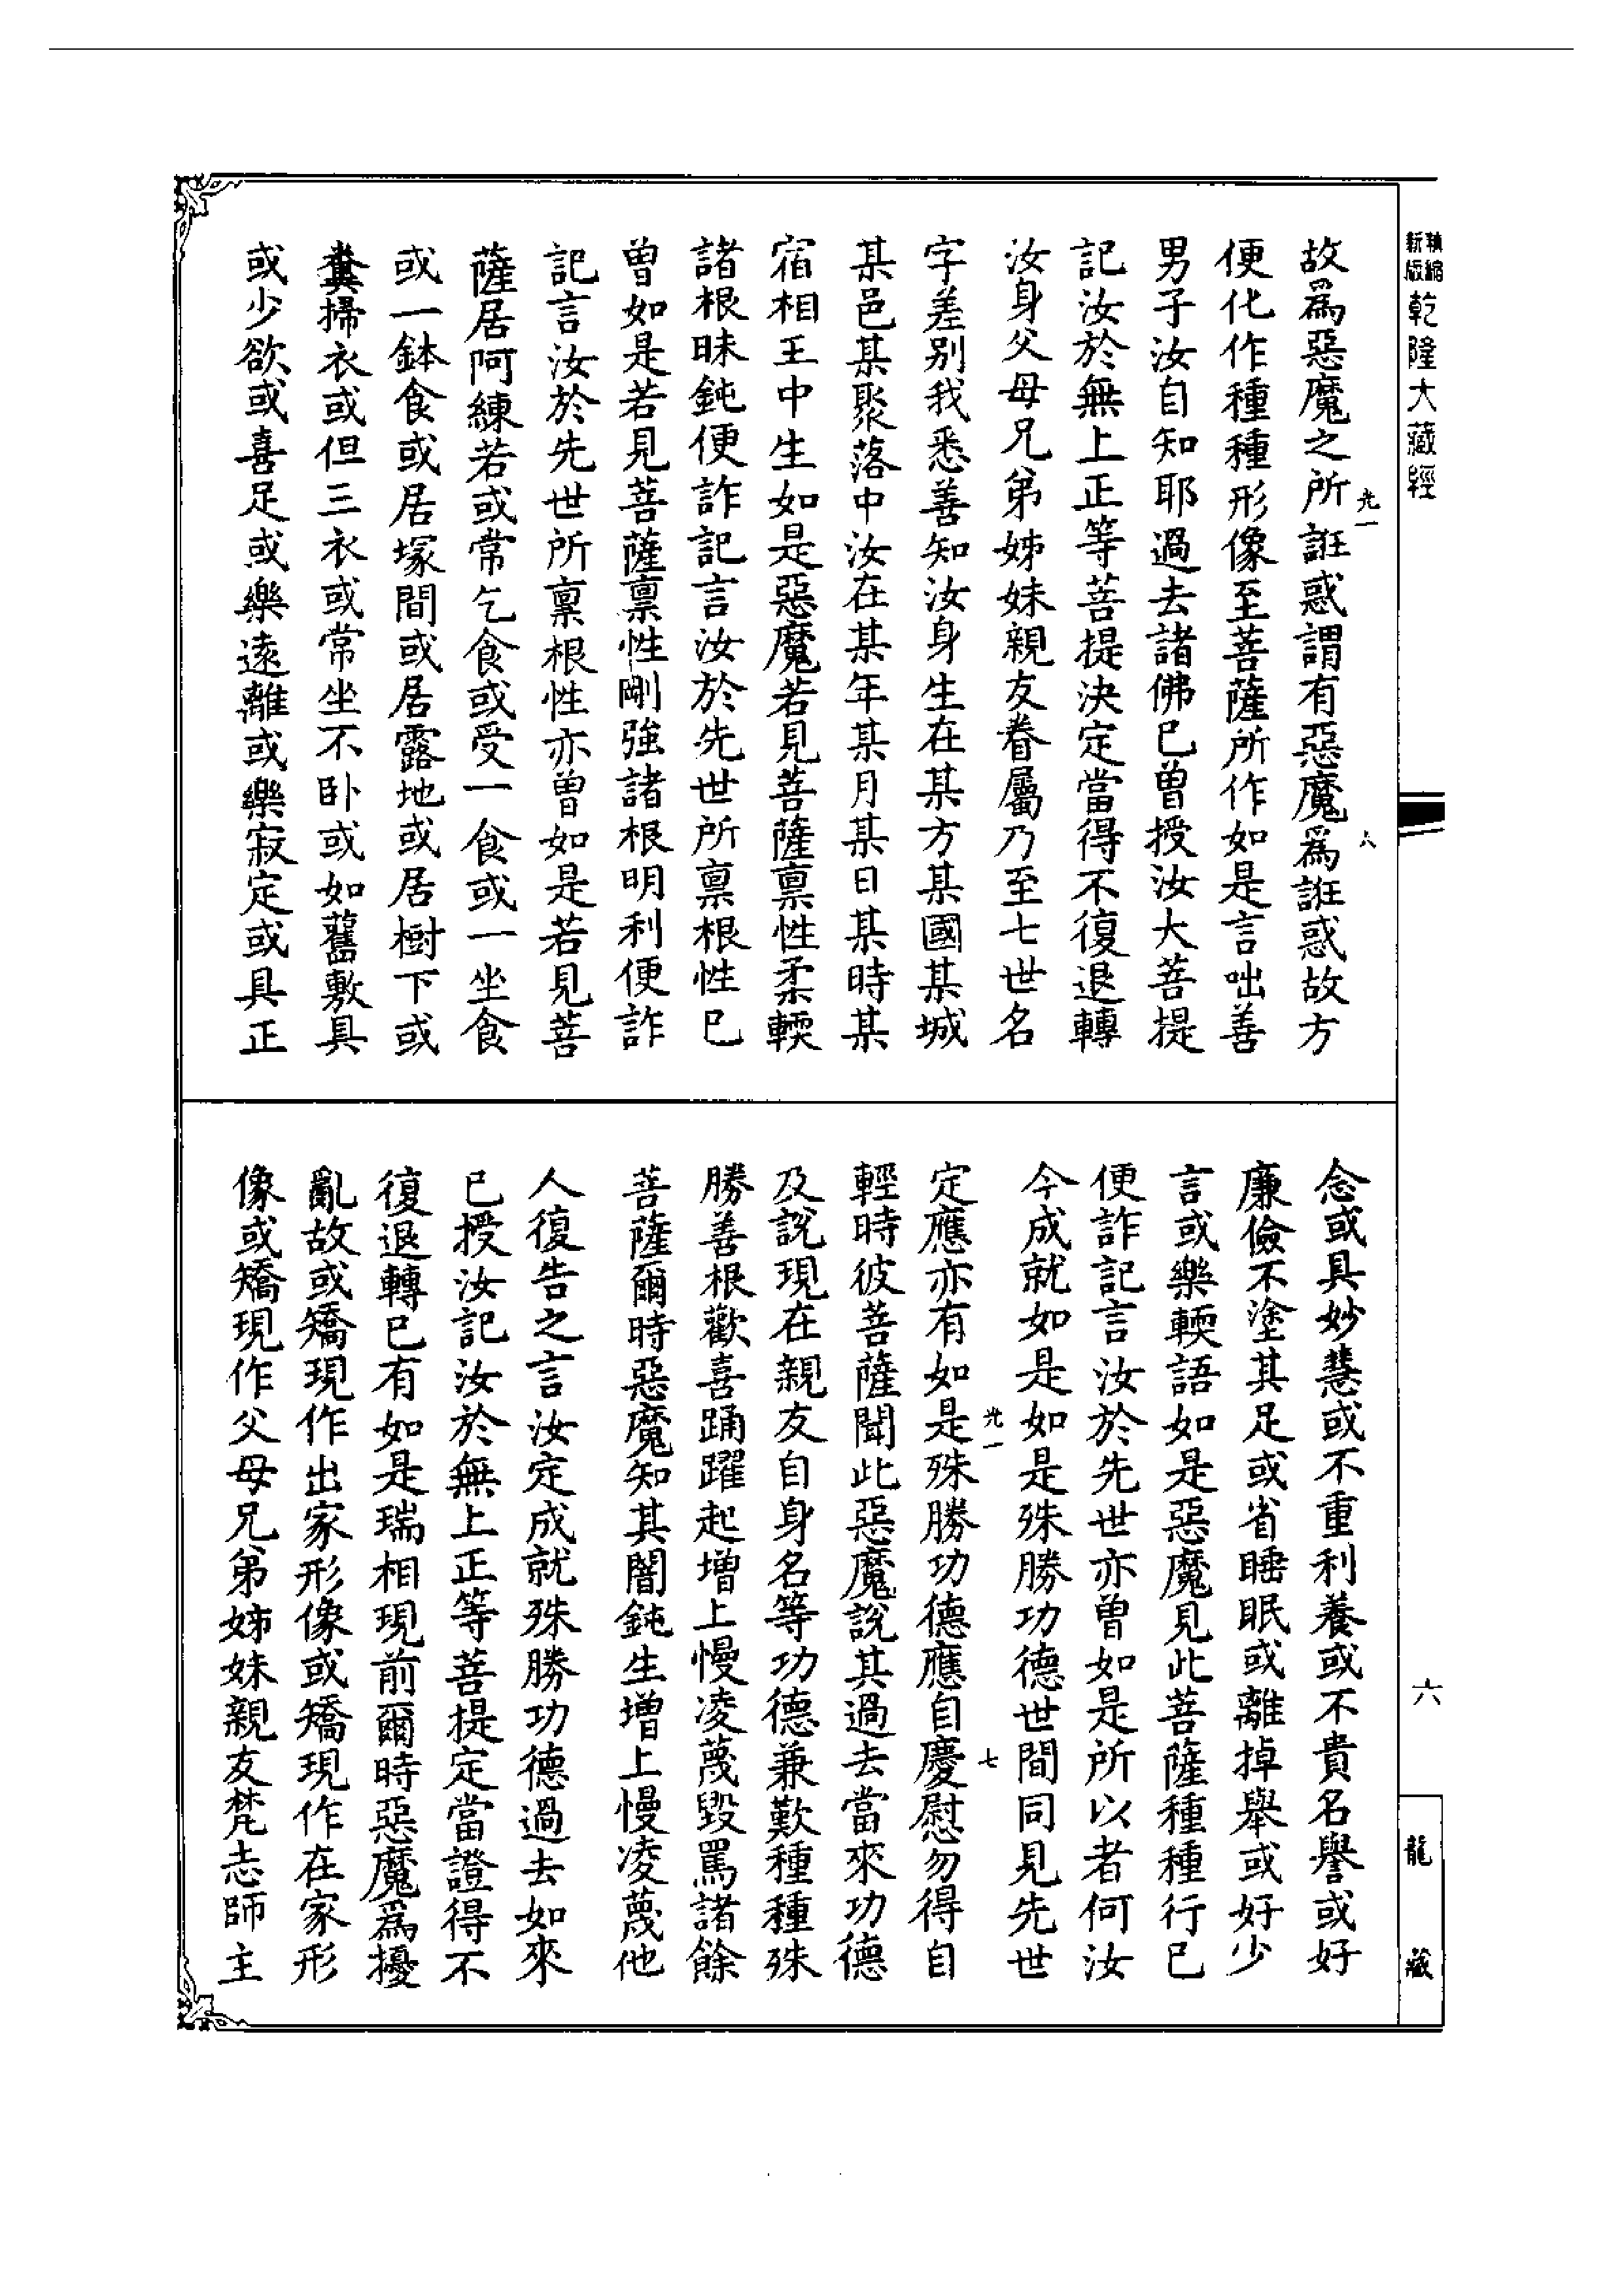 新版 縮
乾隆大藏經
故爲惡魔之所誑惑謂有惡魔爲誑惑故方
光一
六
便化作種種形像至菩薩所作如是言咄善
男子汝自知耶過去諸佛已曾授汝大菩提
記汝於無上正等菩提決定當得不復退轉
汝身父母兄弟姊妹親友眷屬乃至七世名
字差別我悉善知汝身生在某方某國某城
某邑某聚落中汝在某年某月某日某時某
宿相王中生如是惡魔若見菩薩稟性柔輭
諸根昧鈍便詐記言汝於先世所稟根性已
曾如是若見菩薩稟性剛強諸根明利便詐
記言汝於先世所稟根性亦曾如是若見菩
薩居阿練若或常乞食或受一食或一坐食
或一鉢食或居塚間或居露地或居樹下或
糞掃衣或但三衣或常坐不卧或如舊敷具
或少欲或喜足或樂遠離或樂寂定或具正
念或具妙慧或不重利養或不貴名譽或好
廉儉不塗其足或省睡眠或離掉舉或好少
言或樂輭語如是惡魔見此菩薩種種行已
便詐記言汝於先世亦曾如是所以者何汝
今成就如是如是殊勝功德世間同見先世
光一
七
定應亦有如是殊勝功德應自慶慰勿得自
輕時彼菩薩聞此惡魔說其過去當來功德
及說現在親友自身名等功德兼歎種種殊
勝善根歡喜踊躍起增上慢凌蔑毀罵諸餘
菩薩爾時惡魔知其闇鈍生增上慢凌蔑他
人復告之言汝定成就殊勝功德過去如來
已授汝記汝於無上正等菩提定當證得不
復退轉已有如是瑞相現前爾時惡魔爲擾
亂故或矯現作出家形像或矯現作在家形
像或矯現作父母兄弟姊妹親友梵志師主
六
龍藏